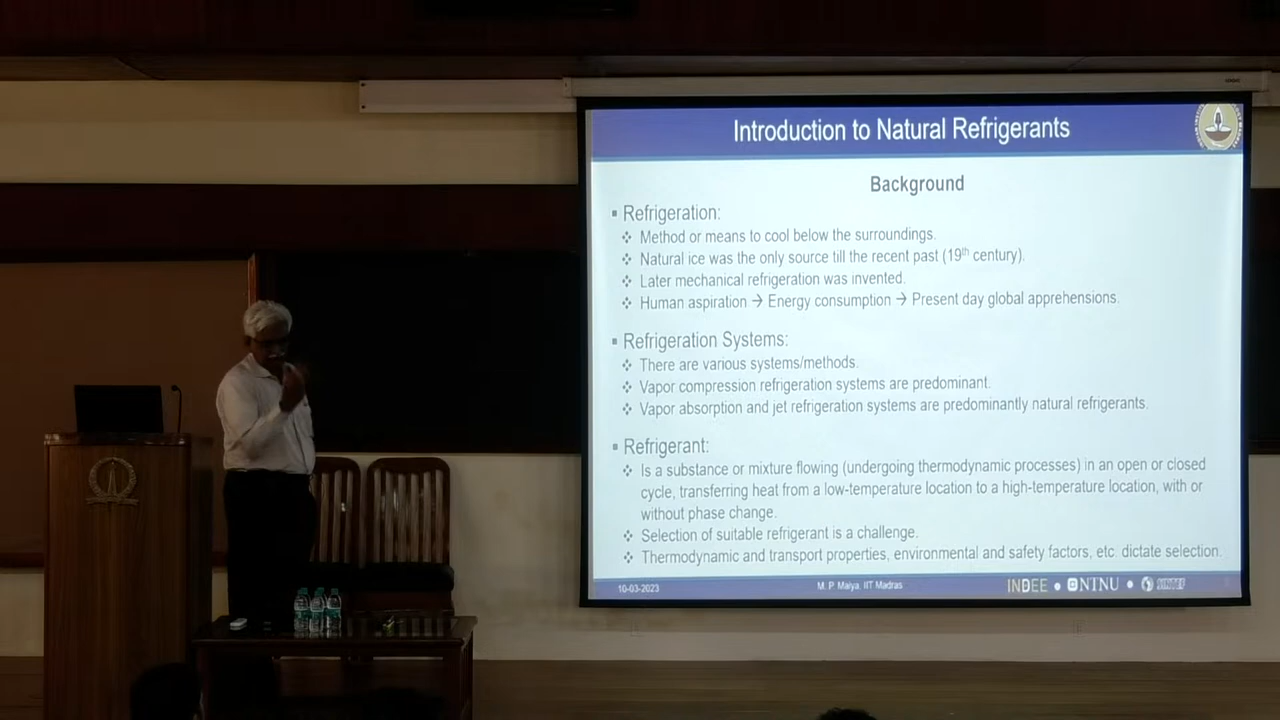 Introduction to Natural Refrigerants
Background
▪ Refrigeration:
❖ Method or means to cool below the surroundings.
❖ Natural ice was the only source till the recent past (19th century).
❖ Later mechanical refrigeration was invented.
❖ Human aspiration → Energy consumption → Present day global apprehensions.
▪ Refrigeration Systems:
❖ There are various systems/methods.
❖ Vapor compression refrigeration systems are predominant.
❖ Vapor absorption and jet refrigeration systems are predominantly natural refrigerants.
▪ Refrigerant:
❖ Is a substance or mixture flowing (undergoing thermodynamic processes) in an open or closed
cycle, transferring heat from a low-temperature location to a high-temperature location, with or
without phase change.
❖ Selection of suitable refrigerant is a challenge.
❖ Thermodynamic and transport properties, environmental and safety factors, etc. dictate selection.
10-03-2023 M. P. Maiya, IIT Madras INDEE • NTNU • SINTEF